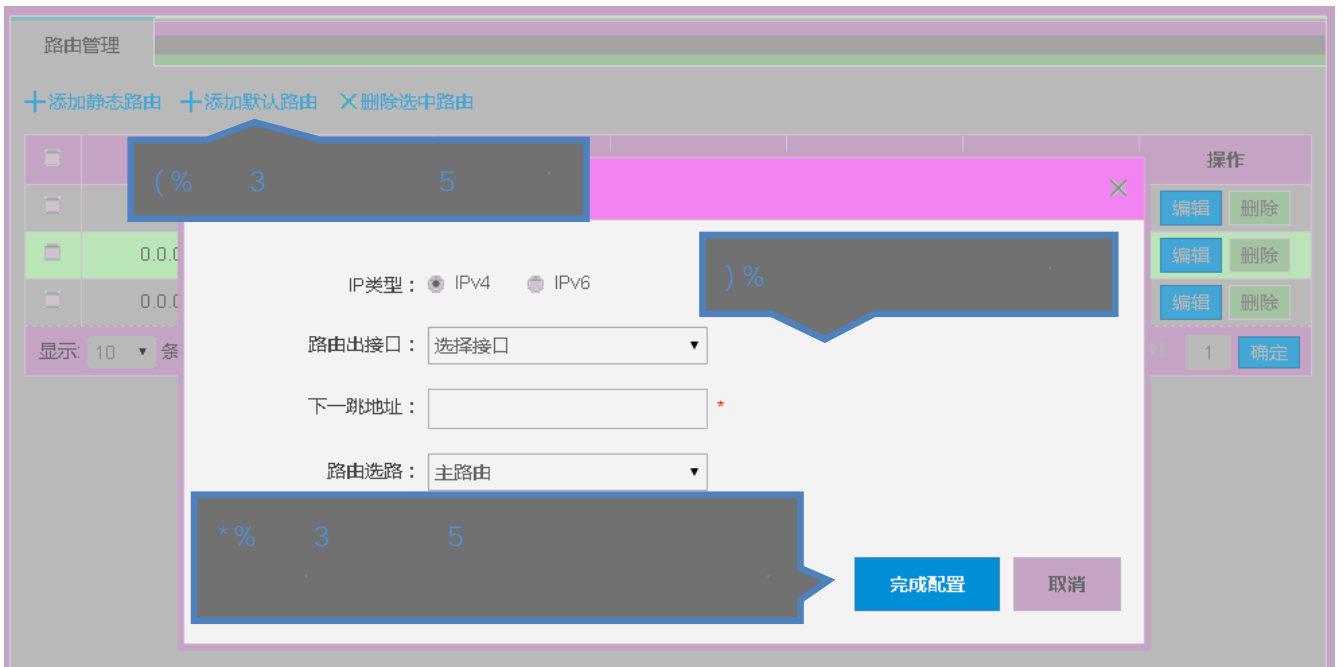 路由管理
添加静态路由 添加默认路由 删除选中路由
操作
(% 3 5
编辑 删除
0.0.0 编辑 删除
IP类型： IPv4 IPv6
)%
0.0.0 编辑 删除
路由出接口： 选择接口
显示: 10 条 1 确定
下一跳地址： *
路由选路： 主路由
*% 3 5
完成配置 取消